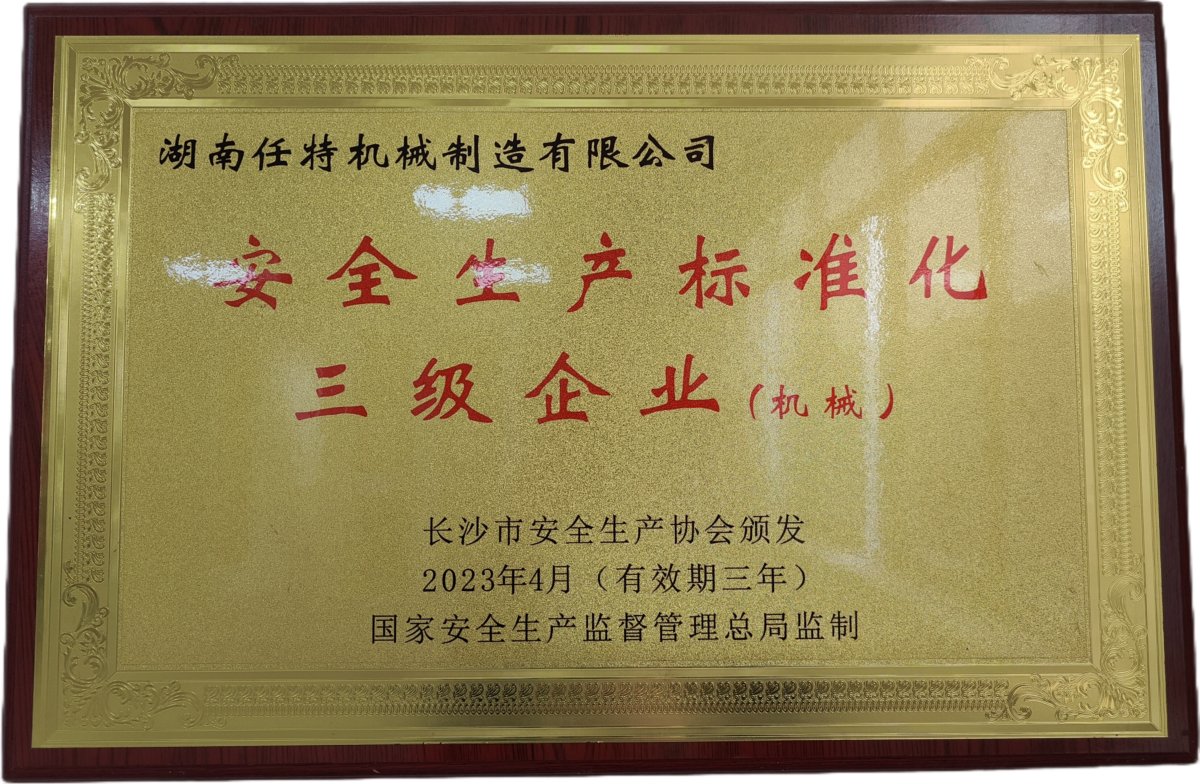 湖南任特机械制造有限公司
安全生产标准化
三级企业（机械）
长沙市安全生产协会颁发
2023年4月（有效期三年）
国家安全生产监督管理总局监制